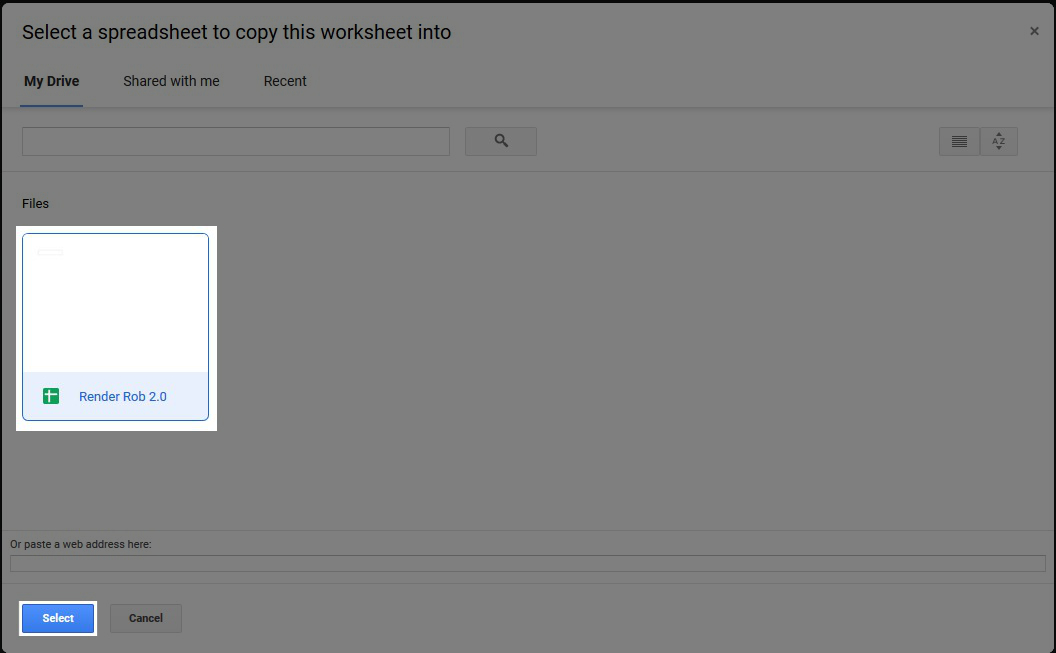 Select a spreadsheet to copy this worksheet into
×
My Drive
Shared with me
Recent
AZ
Files
Render Rob 2.0
Or paste a web address here:
Select
Cancel